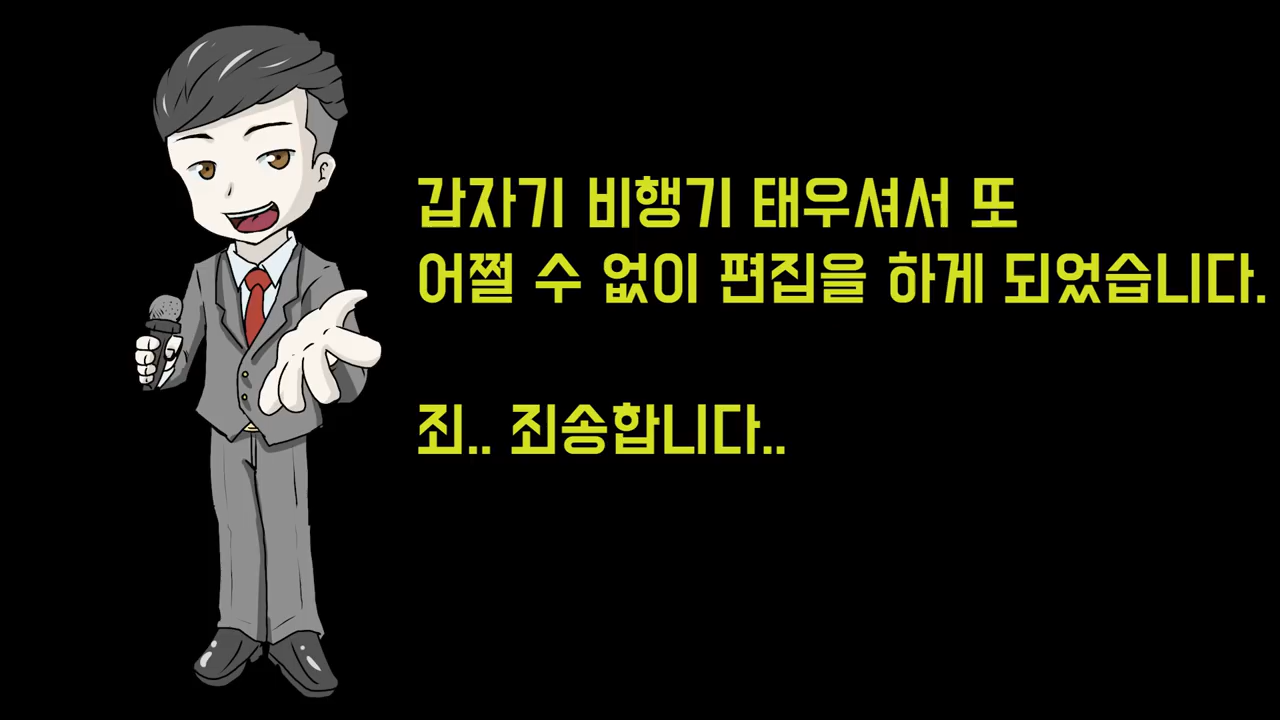 갑자기 비행기 태우셔서 또
어쩔 수 없이 편집을 하게 되었습니다.
죄.. 죄송합니다..